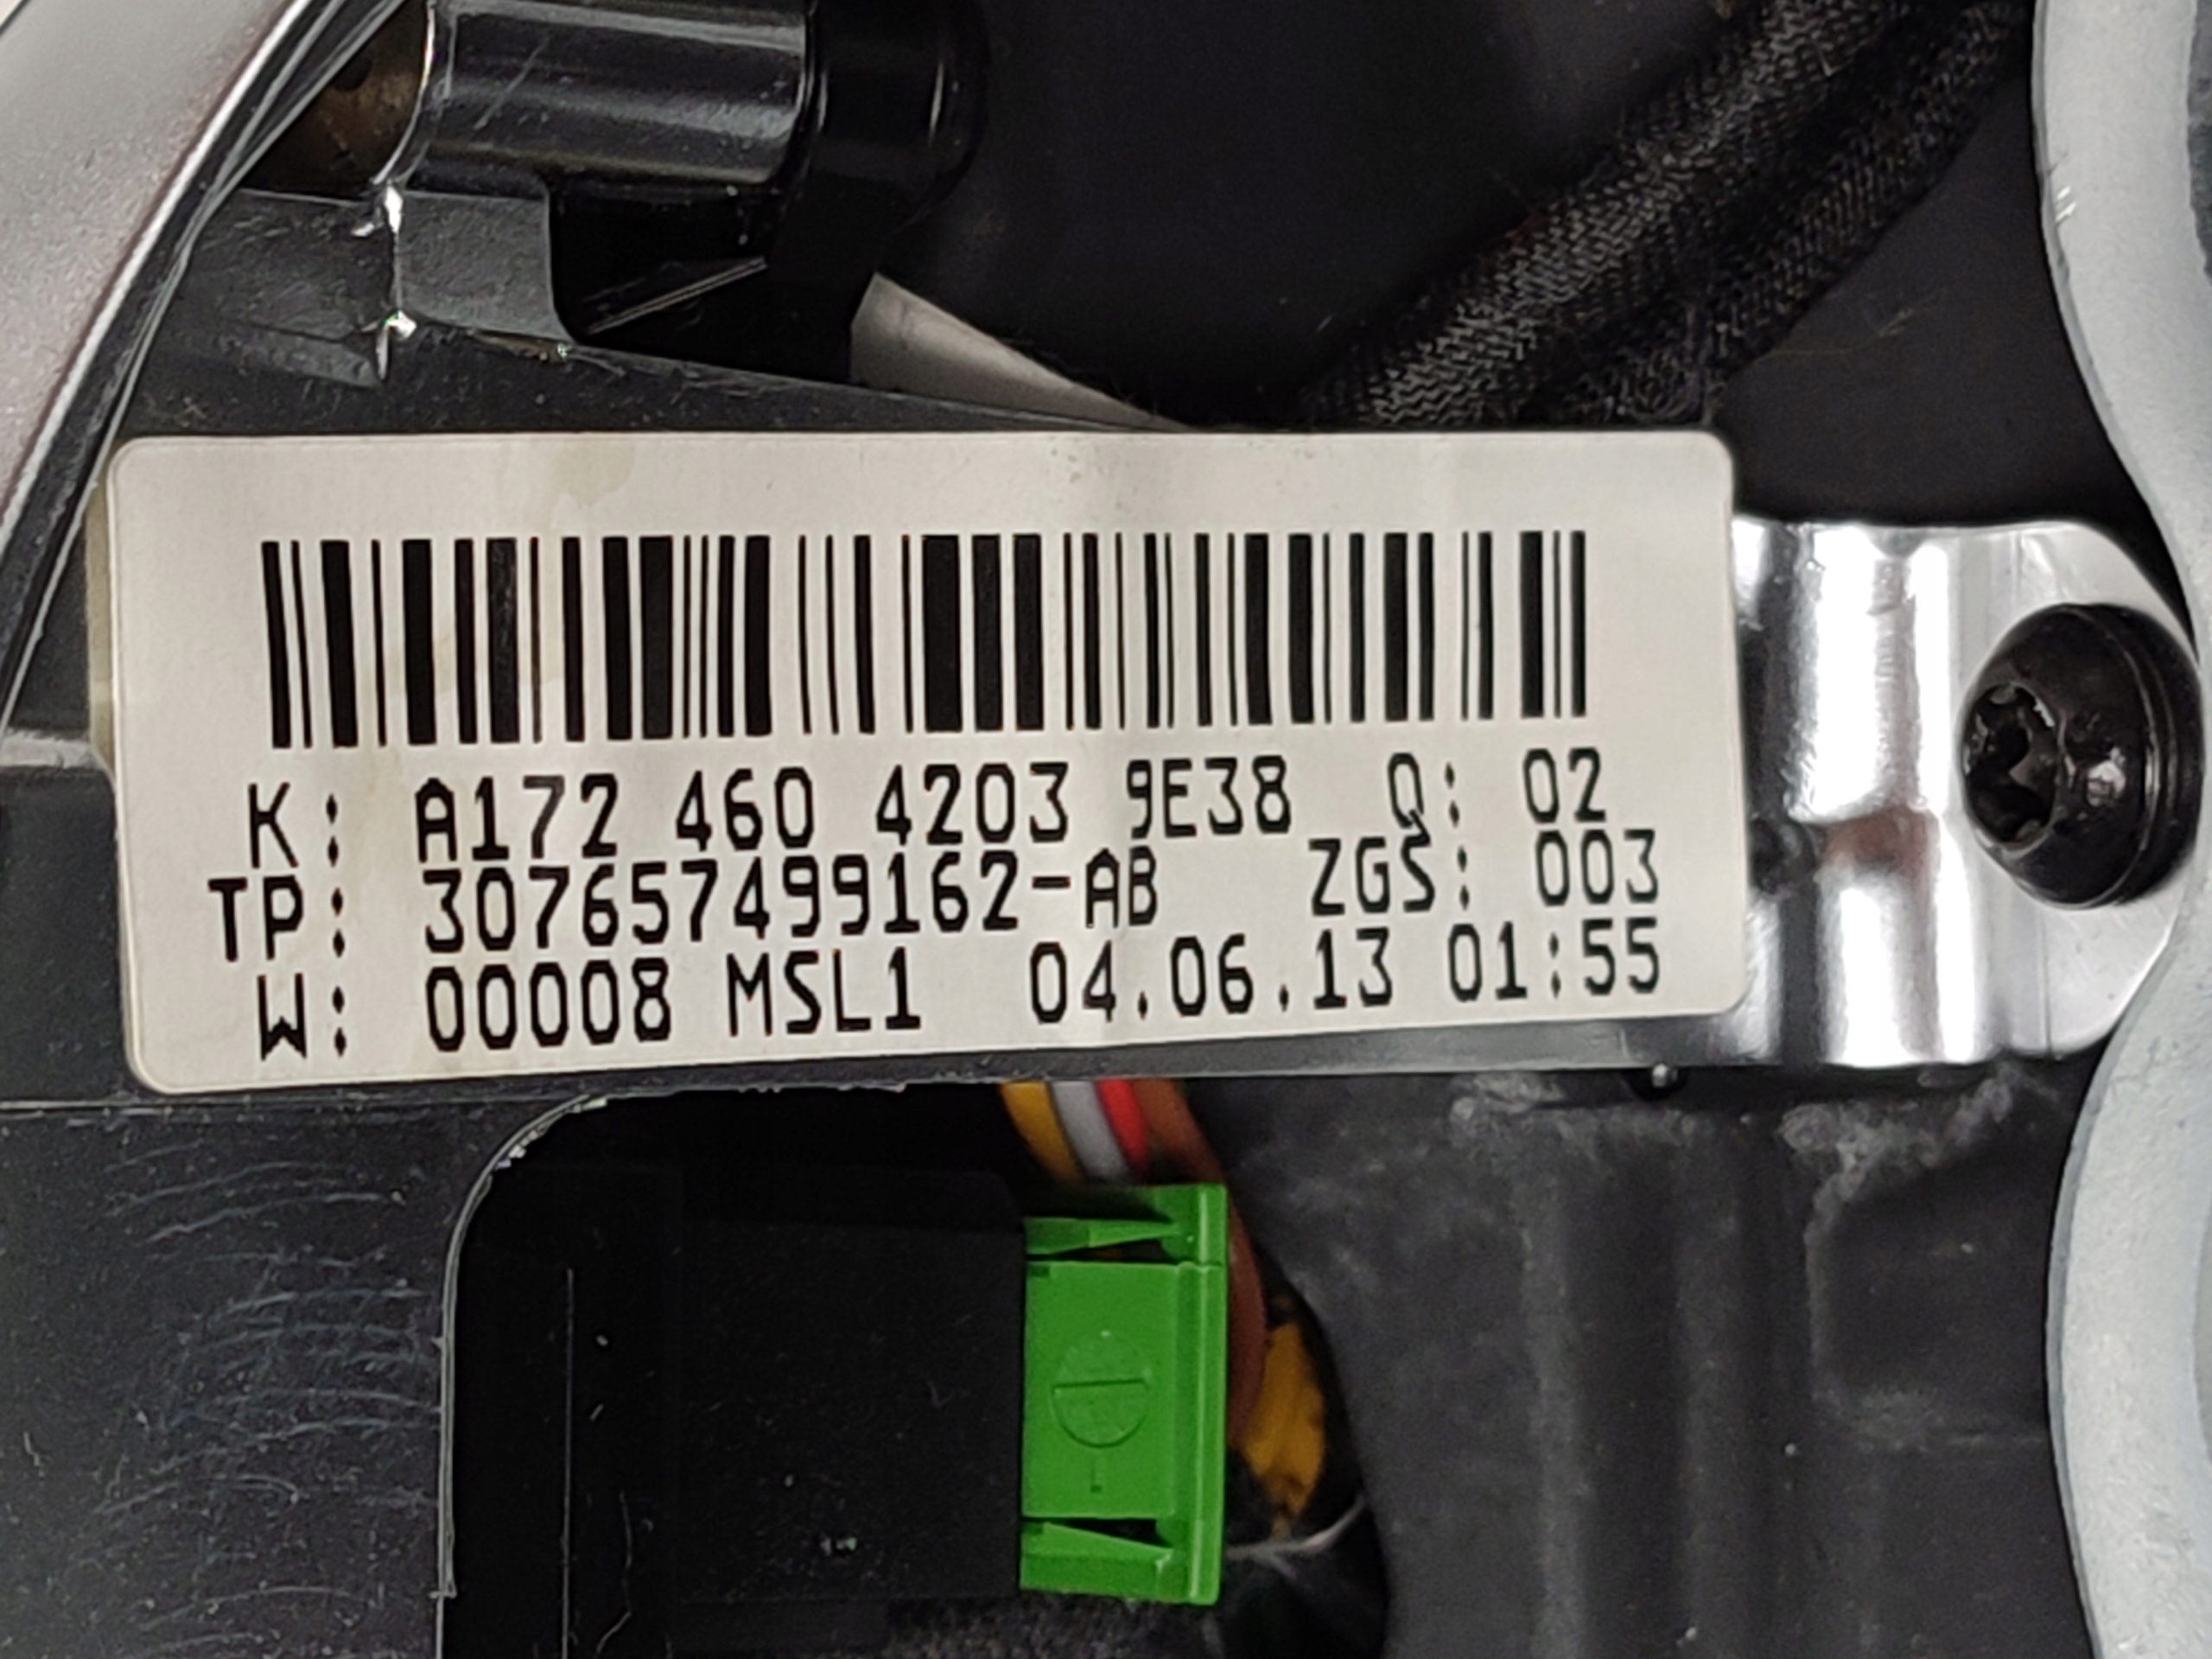 K: A172 460 4203 9E38 Q: 02
TP: 307657499162-AB ZGS: 003
W: 00008 MSL1 04.06.13 01:55